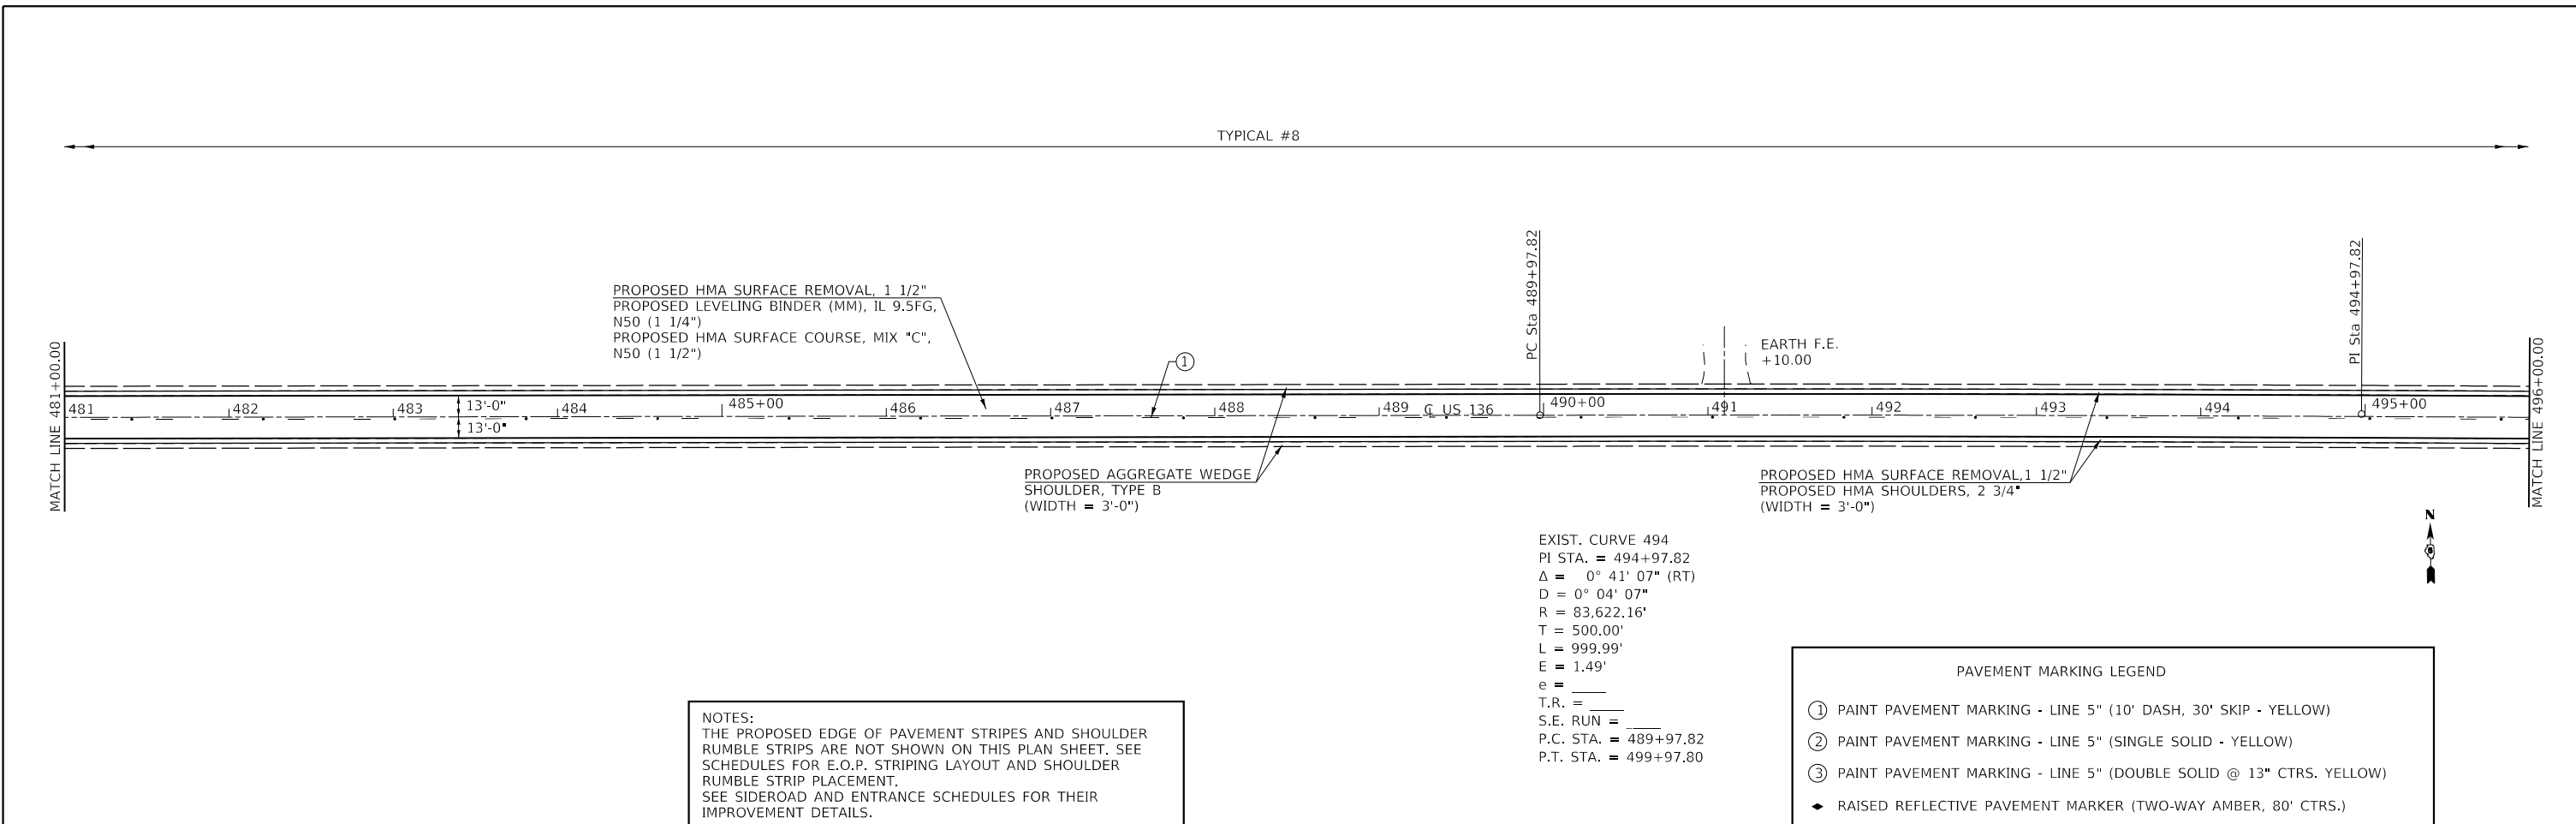 TYPICAL #8
PROPOSED HMA SURFACE REMOVAL, 1 1/2"
PROPOSED LEVELING BINDER (MM), IL 9.5FG,
N50 (1 1/4")
PROPOSED HMA SURFACE COURSE, MIX "C",
N50 (1 1/2")
1
PC Sta 489+97.82
EARTH F.E.
+10.00
PI Sta 494+97.82
MATCH LINE 481+00.00
481
482
483
13'-0"
13'-0"
484
485+00
486
487
488
489
℄ US 136
490+00
491
492
493
494
495+00
MATCH LINE 496+00.00
PROPOSED AGGREGATE WEDGE
SHOULDER, TYPE B
(WIDTH = 3'-0")
PROPOSED HMA SURFACE REMOVAL,1 1/2"
PROPOSED HMA SHOULDERS, 2 3/4"
(WIDTH = 3'-0")
N
EXIST. CURVE 494
PI STA. = 494+97.82
Δ = 0° 41' 07" (RT)
D = 0° 04' 07"
R = 83,622.16'
T = 500.00'
L = 999.99'
E = 1.49'
e = ____
T.R. = ____
S.E. RUN = ____
P.C. STA. = 489+97.82
P.T. STA. = 499+97.80
NOTES:
THE PROPOSED EDGE OF PAVEMENT STRIPES AND SHOULDER
RUMBLE STRIPS ARE NOT SHOWN ON THIS PLAN SHEET. SEE
SCHEDULES FOR E.O.P. STRIPING LAYOUT AND SHOULDER
RUMBLE STRIP PLACEMENT.
SEE SIDEROAD AND ENTRANCE SCHEDULES FOR THEIR
IMPROVEMENT DETAILS.
PAVEMENT MARKING LEGEND
1 PAINT PAVEMENT MARKING - LINE 5" (10' DASH, 30' SKIP - YELLOW)
2 PAINT PAVEMENT MARKING - LINE 5" (SINGLE SOLID - YELLOW)
3 PAINT PAVEMENT MARKING - LINE 5" (DOUBLE SOLID @ 13" CTRS. YELLOW)
RAISED REFLECTIVE PAVEMENT MARKER (TWO-WAY AMBER, 80' CTRS.)